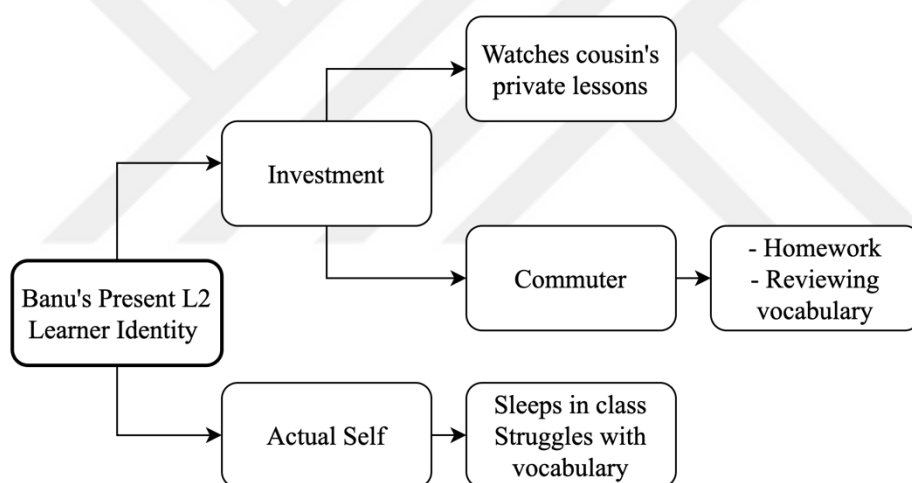 Watches cousin's
private lessons
Investment
Commuter
- Homework
- Reviewing
vocabulary
Banu's Present L2
Learner Identity
Actual Self
Sleeps in class
Struggles with
vocabulary